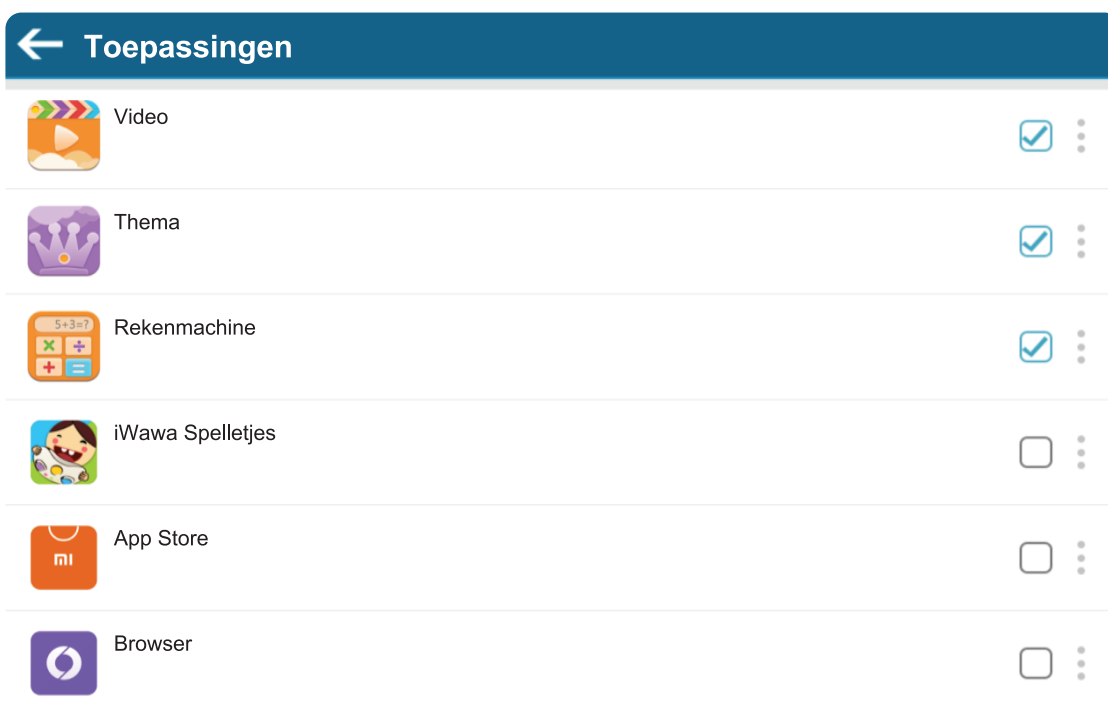 Toepassingen
Video
Thema
5+3=?
Rekenmachine
iWawa Spelletjes
App Store
mi
Browser